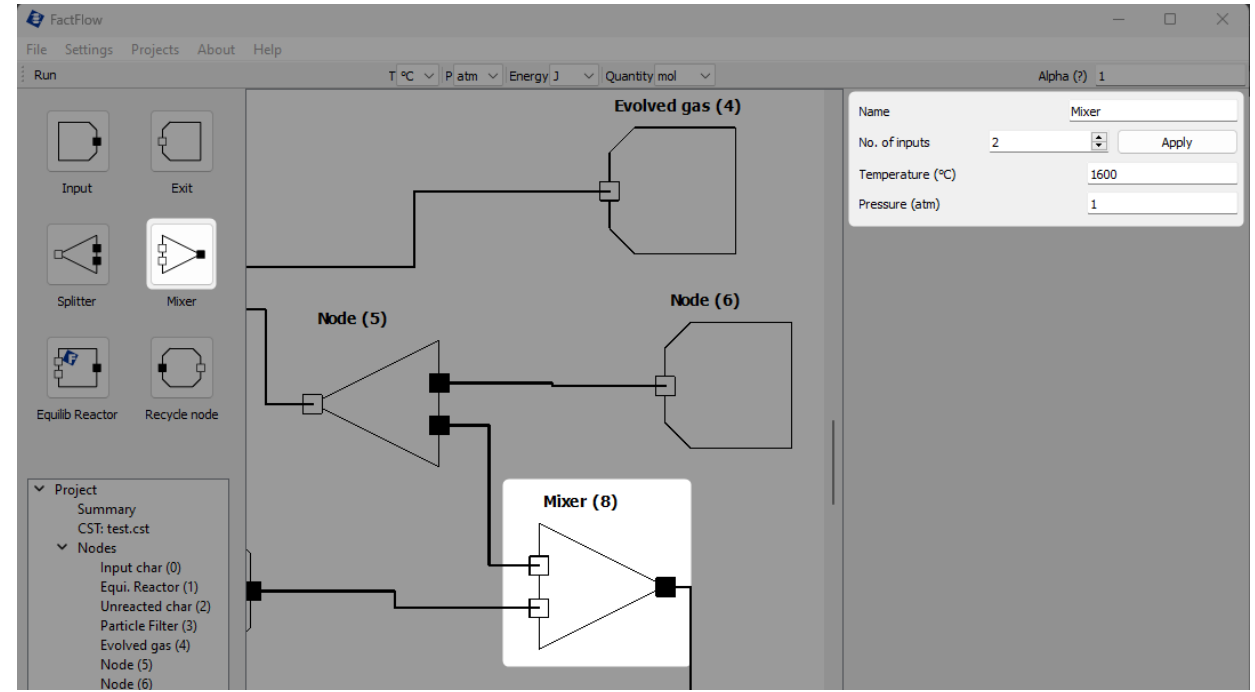 FactFlow
File Settings Projects About Help
Run T ºC P atm Energy J Quantity mol Alpha (?) 1
Evolved gas (4)
Name Mixer
No. of inputs 2 Apply
Temperature (ºC) 1600
Pressure (atm) 1
Input Exit
Splitter Mixer
Node (5)
Node (6)
Equilib Reactor Recycle node
Mixer (8)
Project
Summary
CST: test.cst
Nodes
Input char (0)
Equi. Reactor (1)
Unreacted char (2)
Particle Filter (3)
Evolved gas (4)
Node (5)
Node (6)